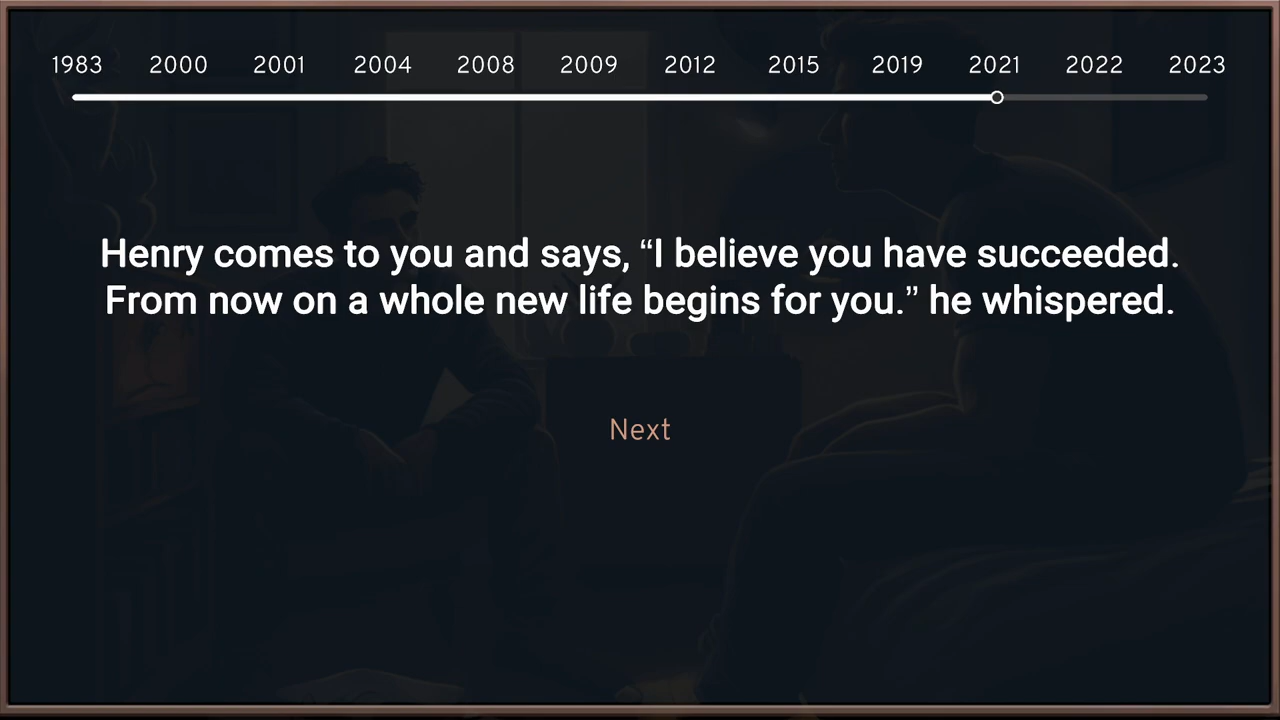 1983 2000 2001 2004 2008 2009 2012 2015 2019 2021 2022 2023
Henry comes to you and says, “I believe you have succeeded.
From now on a whole new life begins for you.” he whispered.
Next